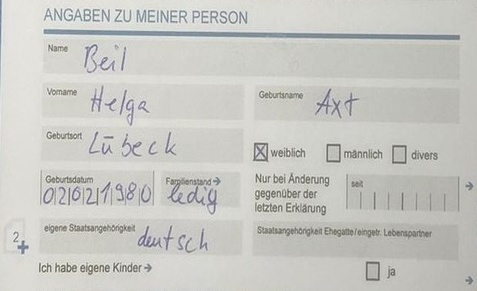 ANGABEN ZU MEINER PERSON
Name
Beil
Vorname
Helga
Geburtsname
Axt
Geburtsort
Lübeck
weiblich männlich divers
Geburtsdatum
02021980
Familienstand →
ledig
Nur bei Änderung
gegenüber der
letzten Erklärung
seit
2
eigene Staatsangehörigkeit
deutsch
Staatsangehörigkeit Ehegatte/eingetr. Lebenspartner
Ich habe eigene Kinder →
ja